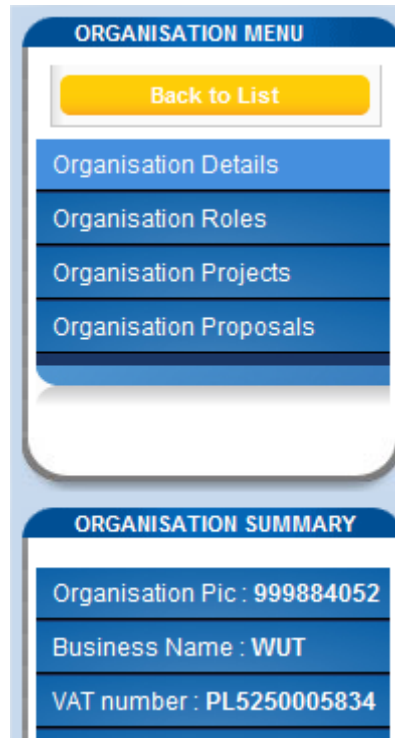 ORGANISATION MENU
Back to List
Organisation Details
Organisation Roles
Organisation Projects
Organisation Proposals
ORGANISATION SUMMARY
Organisation Pic : 999884052
Business Name : WUT
VAT number : PL5250005834